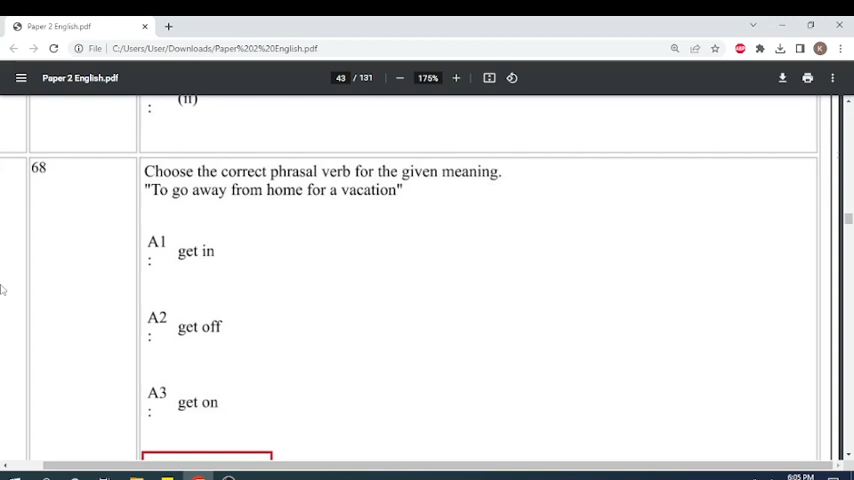 Paper 2 English.pdf
File
C:/Users/User/Downloads/Paper%202%20English.pdf
ABP
K
Paper 2 English.pdf
43 / 131
175%
(ii)
:
68
Choose the correct phrasal verb for the given meaning.
"To go away from home for a vacation"
A1
: get in
A2
: get off
A3
: get on
6:05 PM